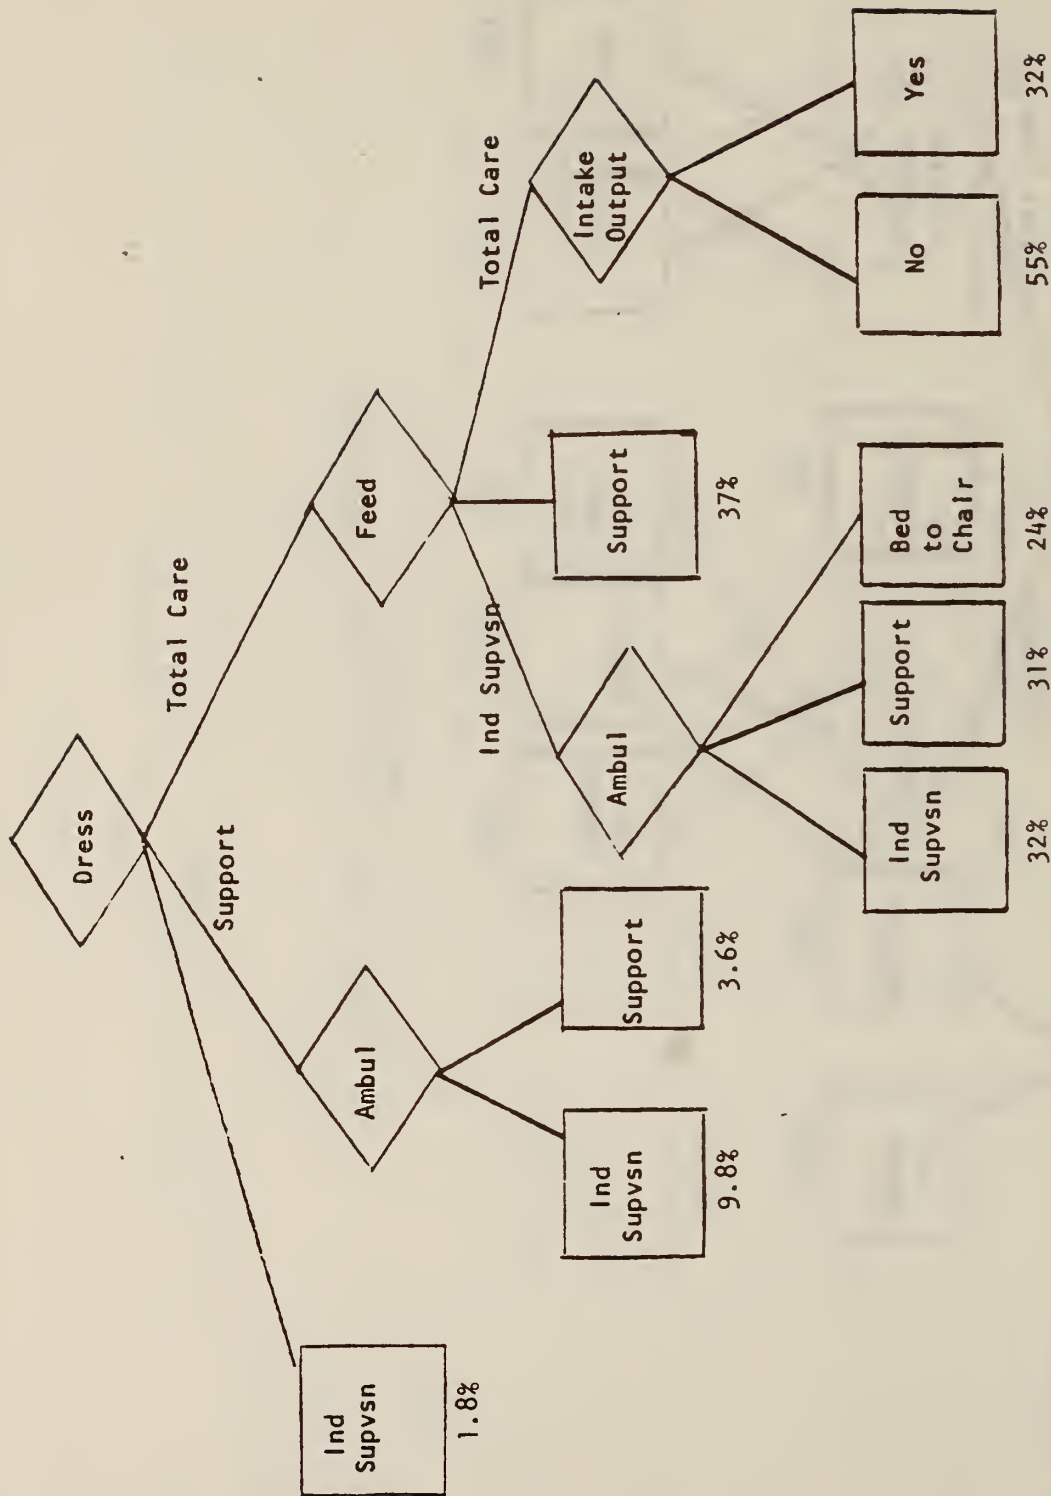 Dress
Total Care
Support
Ind
Supvsn
1.8%
Ambul
Feed
Total Care
Ind Supvsn
Ind
Supvsn
9.8%
Support
3.6%
Ambul
Support
37%
Intake
Output
Ind
Supvsn
32%
Support
31%
Bed
to
Chair
24%
No
55%
Yes
32%